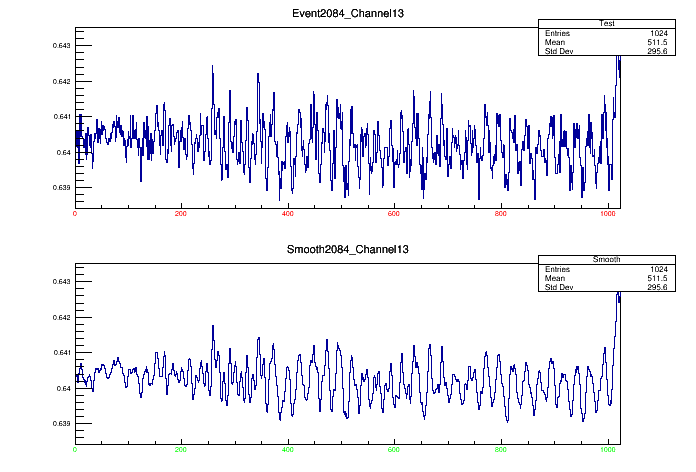 Event2084_Channel13
Test
Entries 1024
Mean 511.5
Std Dev 295.6
0.643
0.642
0.641
0.64
0.639
0 200 400 600 800 1000
Smooth2084_Channel13
Smooth
Entries 1024
Mean 511.5
Std Dev 295.6
0.643
0.642
0.641
0.64
0.639
0 200 400 600 800 1000